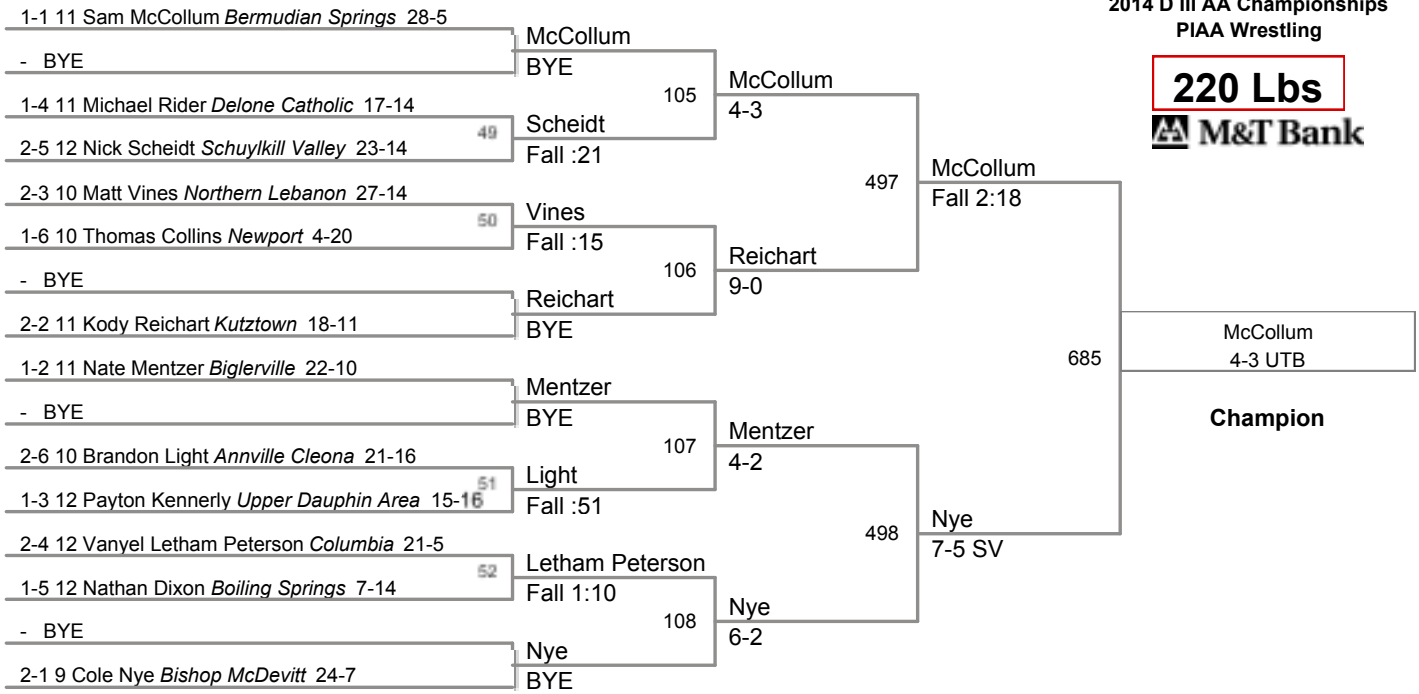 2014 D III AA Championships
PIAA Wrestling
220 Lbs
M&T Bank
1-1 11 Sam McCollum Bermudian Springs 28-5
- BYE
1-4 11 Michael Rider Delone Catholic 17-14
2-5 12 Nick Scheidt Schuylkill Valley 23-14
2-3 10 Matt Vines Northern Lebanon 27-14
1-6 10 Thomas Collins Newport 4-20
- BYE
2-2 11 Kody Reichart Kutztown 18-11
1-2 11 Nate Mentzer Biglerville 22-10
- BYE
2-6 10 Brandon Light Annville Cleona 21-16
1-3 12 Payton Kennerly Upper Dauphin Area 15-16
2-4 12 Vanyel Letham Peterson Columbia 21-5
1-5 12 Nathan Dixon Boiling Springs 7-14
- BYE
2-1 9 Cole Nye Bishop McDevitt 24-7
49
50
51
52
McCollum
BYE
Scheidt
Fall :21
Vines
Fall :15
Reichart
BYE
Mentzer
BYE
Light
Fall :51
Letham Peterson
Fall 1:10
Nye
BYE
105
106
107
108
McCollum
4-3
Reichart
9-0
Mentzer
4-2
Nye
6-2
497
498
McCollum
Fall 2:18
Nye
7-5 SV
685
McCollum
4-3 UTB
Champion